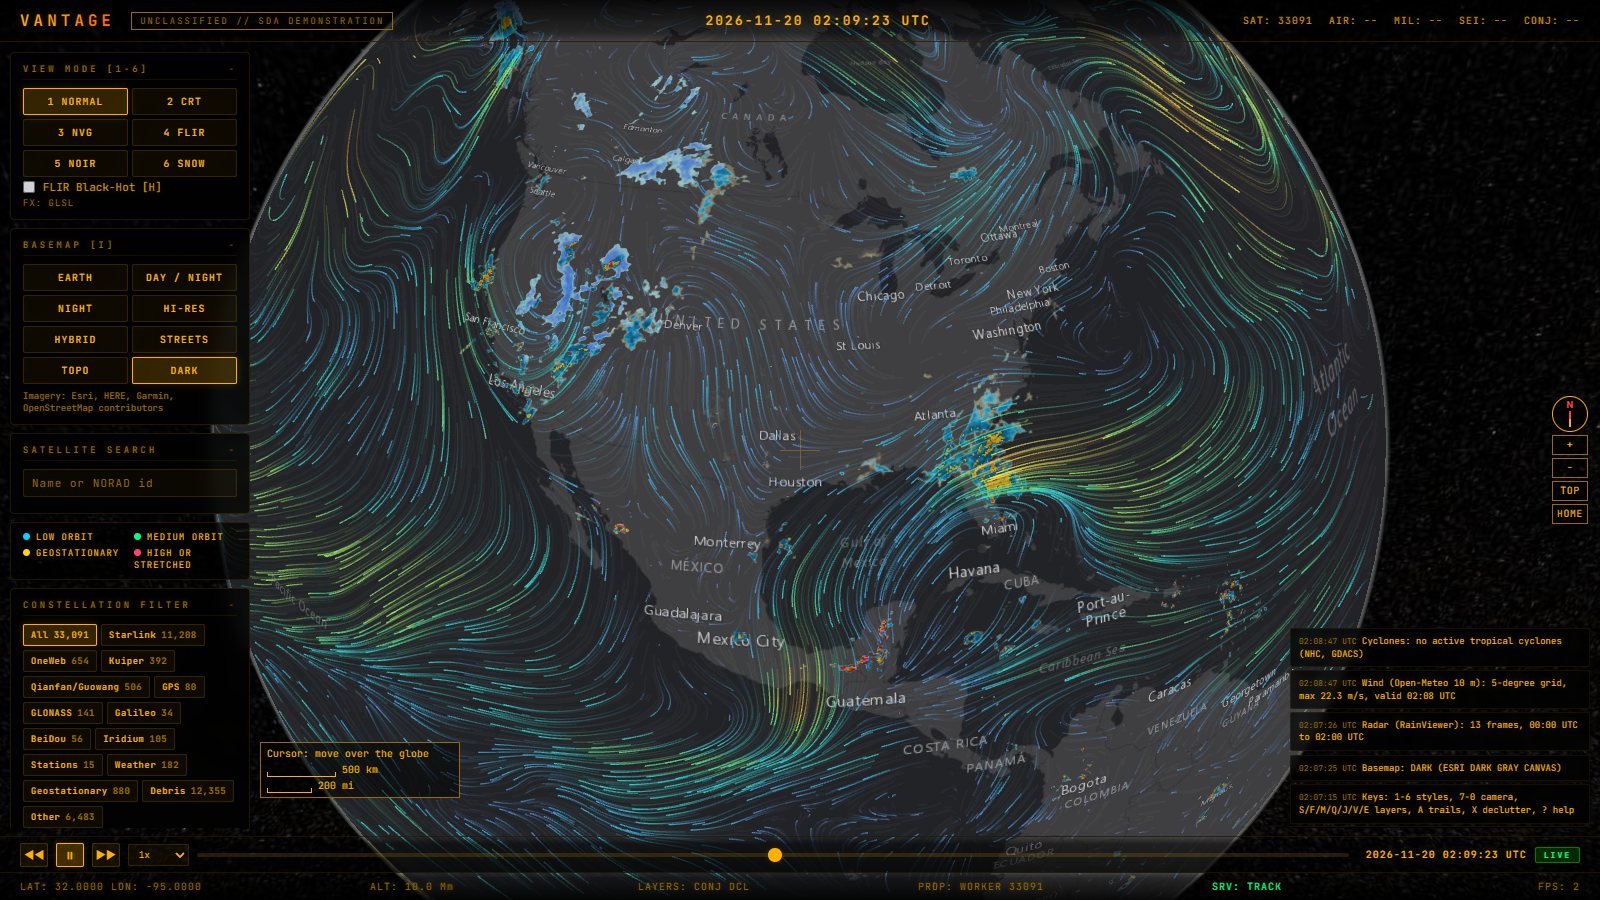 VANTAGE
UNCLASSIFIED // SDA DEMONSTRATION
2026-11-20 02:09:23 UTC
SAT: 33091 AIR: -- MIL: -- SEI: -- CONJ: --
VIEW MODE [1-6] -
1 NORMAL
2 CRT
3 NVG
4 FLIR
5 NOIR
6 SNOW
FLIR Black-Hot [H]
FX: GLSL
BASEMAP [I] -
EARTH
DAY / NIGHT
NIGHT
HI-RES
HYBRID
STREETS
TOPO
DARK
Imagery: Esri, HERE, Garmin,
OpenStreetMap contributors
SATELLITE SEARCH -
Name or NORAD id
LOW ORBIT
MEDIUM ORBIT
GEOSTATIONARY
HIGH OR
STRETCHED
CONSTELLATION FILTER -
All 33,091
Starlink 11,208
OneWeb 654
Kuiper 392
Qianfan/Guowang 506
GPS 80
GLONASS 141
Galileo 34
BeiDou 56
Iridium 105
Stations 15
Weather 182
Geostationary 880
Debris 12,355
Other 6,483
CANADA
Edmonton
Calgary
Vancouver
Seattle
Montreal
Ottawa
Toronto
Boston
Detroit
Chicago
New York
Philadelphia
Washington
San Francisco
Denver
UNITED STATES
St Louis
Los Angeles
Atlanta
Dallas
Houston
Atlantic
Ocean
Miami
Monterrey
MÉXICO
Gulf of
Mexico
Havana
CUBA
Port-au-
Prince
Guadalajara
Mexico City
Caribbean Sea
Guatemala
Caracas
VENEZUELA
Georgetown
Paramaribo
GUYANA
COSTA RICA
PANAMÁ
Bogota
COLOMBIA
Quito
ECUADOR
Pacific Ocean
N
+
-
TOP
HOME
Cursor: move over the globe
500 km
200 mi
02:08:47 UTC Cyclones: no active tropical cyclones
(NHC, GDACS)
02:08:47 UTC Wind (Open-Meteo 10 m): 5-degree grid,
max 22.3 m/s, valid 02:08 UTC
02:07:26 UTC Radar (RainViewer): 13 frames, 00:00 UTC
to 02:00 UTC
02:07:25 UTC Basemap: DARK (ESRI DARK GRAY CANVAS)
02:07:15 UTC Keys: 1-6 styles, 7-0 camera,
S/F/M/Q/J/V/E layers, A trails, X declutter, ? help
1x
2026-11-20 02:09:23 UTC
LIVE
LAT: 32.0000 LON: -95.0000
ALT: 10.0 Mm
LAYERS: CONJ DCL
PROP: WORKER 33091
SRV: TRACK
FPS: 2